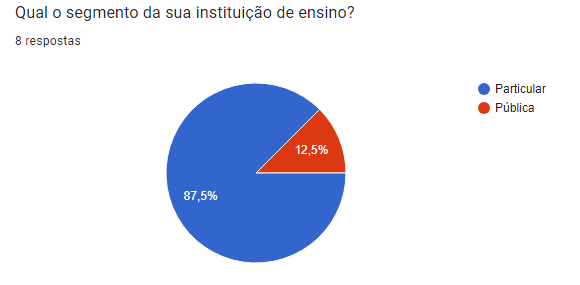 Qual o segmento da sua instituição de ensino?
8 respostas
Particular
Pública
12,5%
87,5%